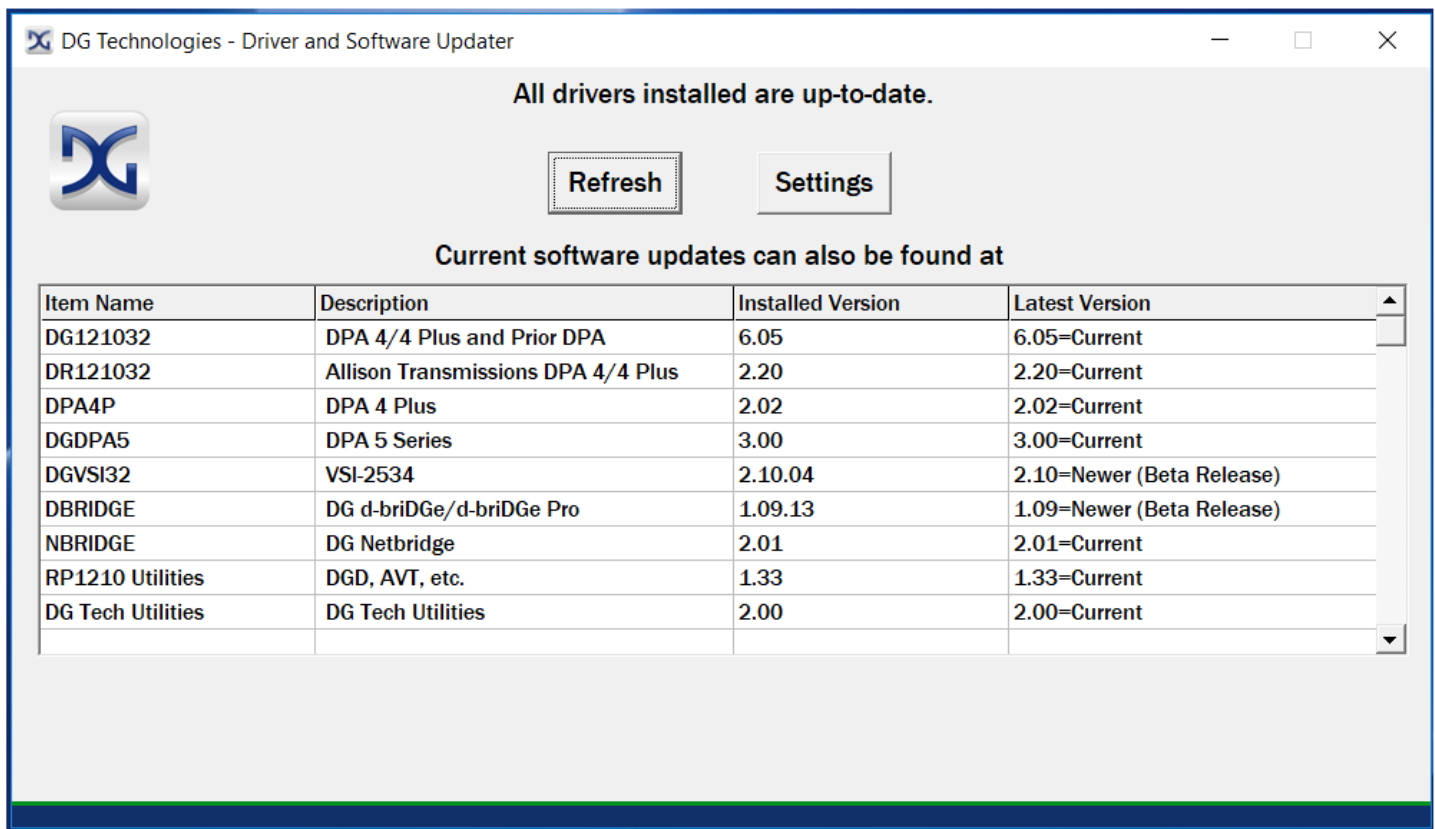 DG Technologies - Driver and Software Updater
All drivers installed are up-to-date.
DG
Refresh Settings
Current software updates can also be found at
Item Name Description Installed Version Latest Version
DG121032 DPA 4/4 Plus and Prior DPA 6.05 6.05=Current
DR121032 Allison Transmissions DPA 4/4 Plus 2.20 2.20=Current
DPA4P DPA 4 Plus 2.02 2.02=Current
DGDPA5 DPA 5 Series 3.00 3.00=Current
DGVSI32 VSI-2534 2.10.04 2.10=Newer (Beta Release)
DBRIDGE DG d-briDGe/d-briDGe Pro 1.09.13 1.09=Newer (Beta Release)
NBRIDGE DG Netbridge 2.01 2.01=Current
RP1210 Utilities DGD, AVT, etc. 1.33 1.33=Current
DG Tech Utilities DG Tech Utilities 2.00 2.00=Current